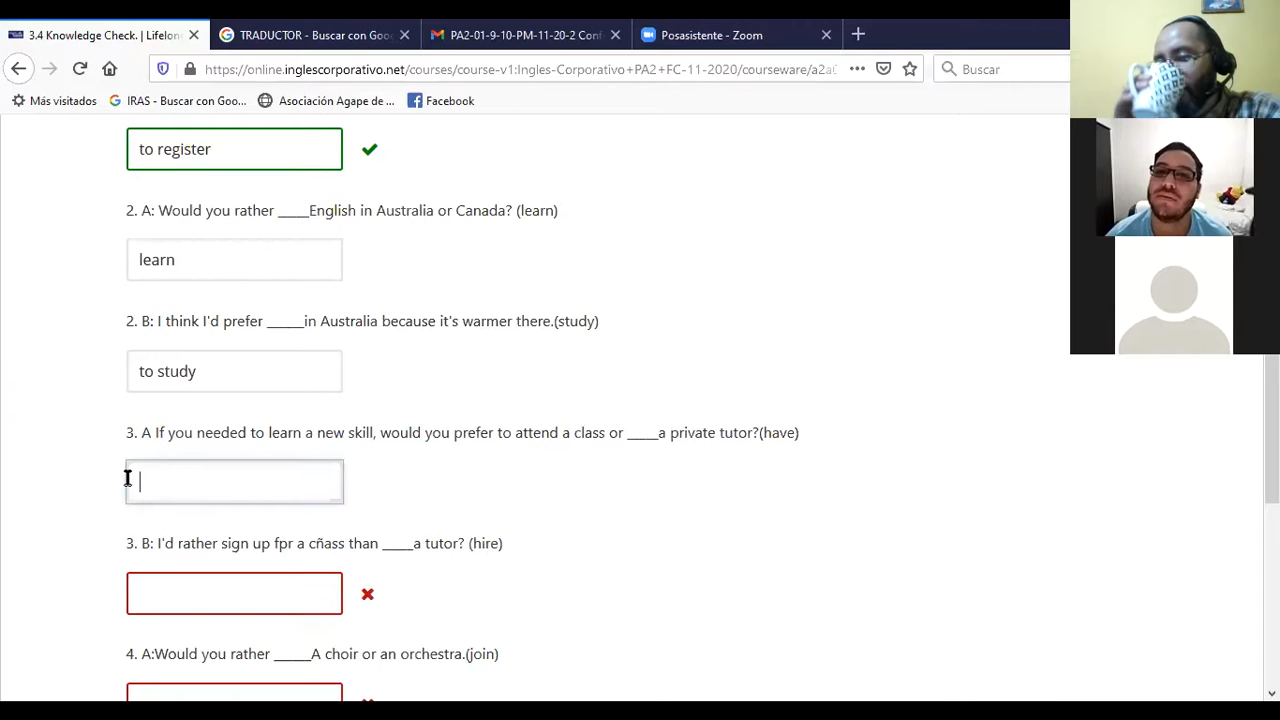 3.4 Knowledge Check. | Lifelon
TRADUCTOR - Buscar con Goo
PA2-01-9-10-PM-11-20-2 Con
Posasistente - Zoom
https://online.inglescorporativo.net/courses/course-v1:Ingles-Corporativo+PA2+FC-11-2020/courseware/a2a
Buscar
Más visitados
IRAS - Buscar con Goo...
Asociación Agape de ...
Facebook
to register
2. A: Would you rather _____English in Australia or Canada? (learn)
learn
2. B: I think I'd prefer ______in Australia because it's warmer there.(study)
to study
3. A If you needed to learn a new skill, would you prefer to attend a class or _____a private tutor?(have)
3. B: I'd rather sign up fpr a cñass than _____a tutor? (hire)
4. A:Would you rather ______A choir or an orchestra.(join)